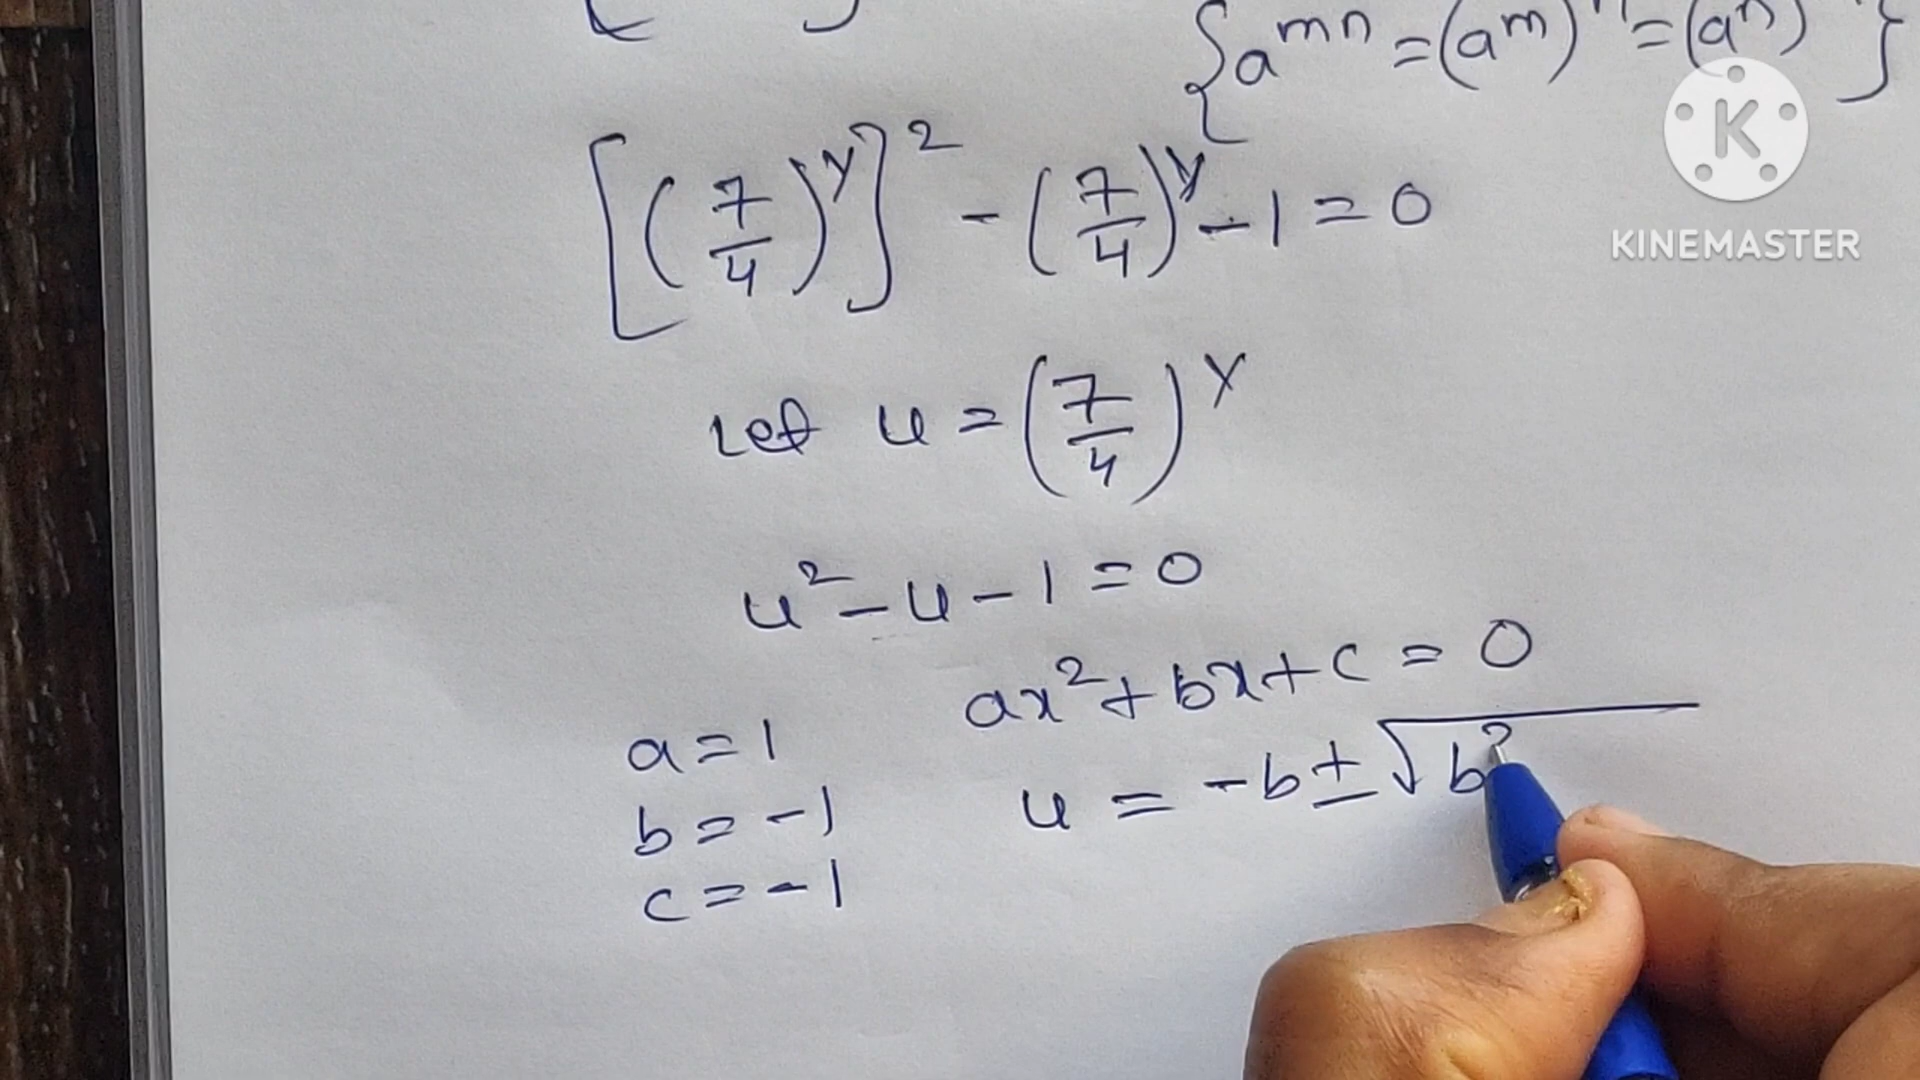 {a^{mn} = (a^m)^n = (a^n)}
[(7/4)^y]^2 - (7/4)^y - 1 = 0
KINEMASTER
Let u = (7/4)^y
u^2 - u - 1 = 0
ax^2 + bx + c = 0
a = 1
u = -b ± √b^2
b = -1
c = -1